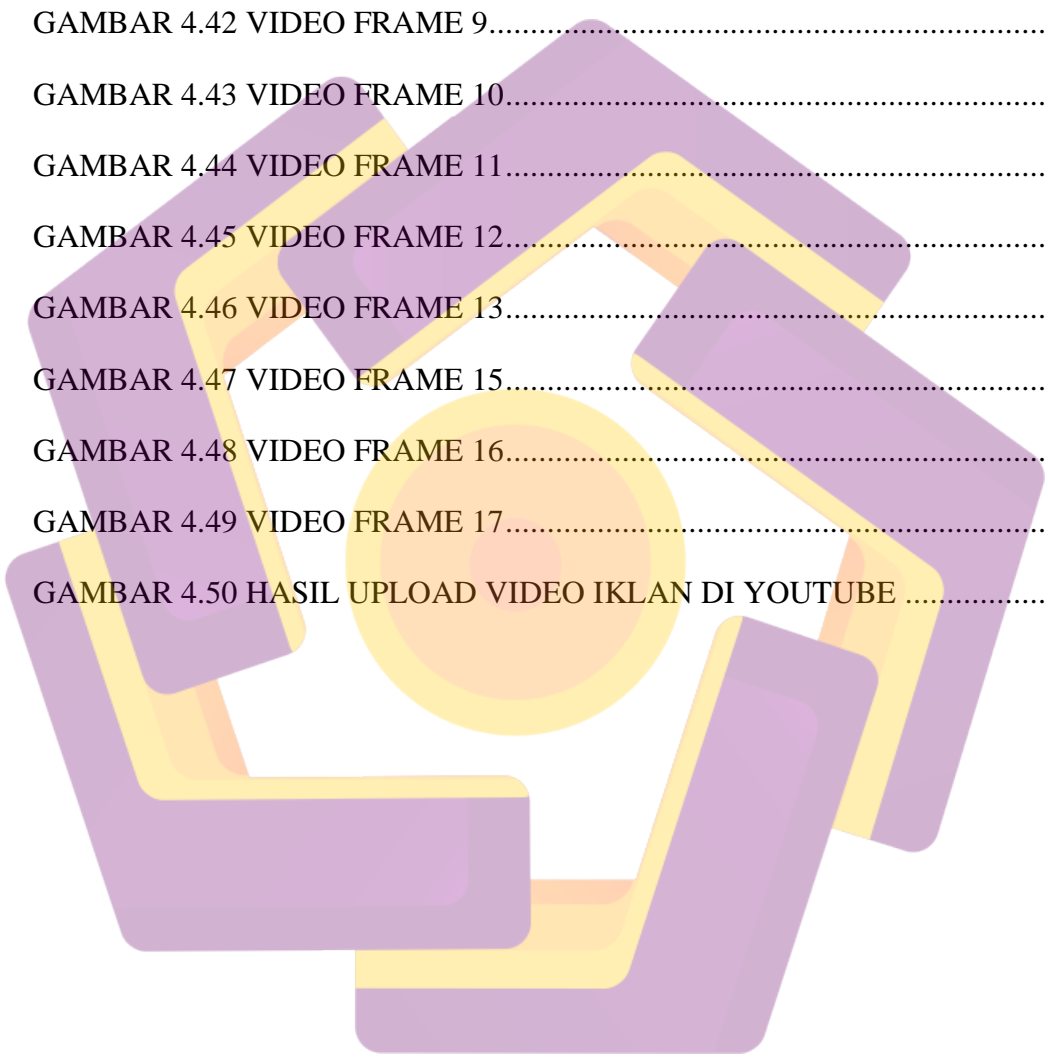 GAMBAR 4.42 VIDEO FRAME 9....................................................................
GAMBAR 4.43 VIDEO FRAME 10..................................................................
GAMBAR 4.44 VIDEO FRAME 11..................................................................
GAMBAR 4.45 VIDEO FRAME 12..................................................................
GAMBAR 4.46 VIDEO FRAME 13..................................................................
GAMBAR 4.47 VIDEO FRAME 15..................................................................
GAMBAR 4.48 VIDEO FRAME 16..................................................................
GAMBAR 4.49 VIDEO FRAME 17..................................................................
GAMBAR 4.50 HASIL UPLOAD VIDEO IKLAN DI YOUTUBE .................